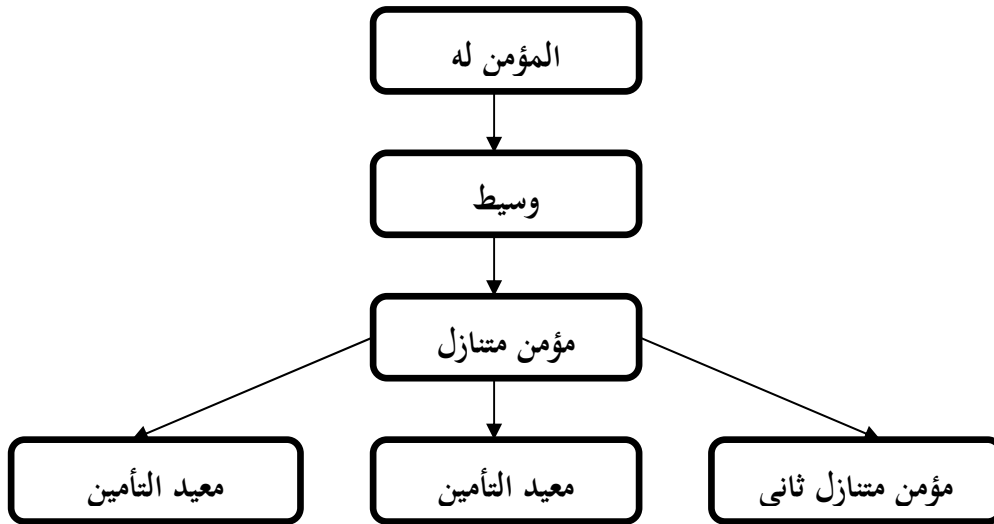 المؤمن له
وسيط
مؤمن متنازل
مؤمن متنازل ثانى
معيد التأمين
معيد التأمين